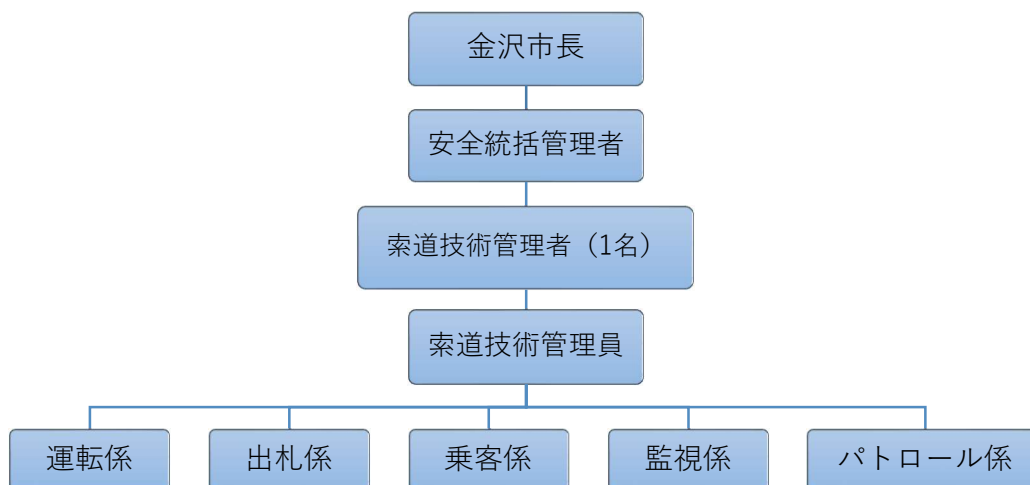 金沢市長
安全統括管理者
索道技術管理者（1名）
索道技術管理員
運転係
出札係
乗客係
監視係
パトロール係